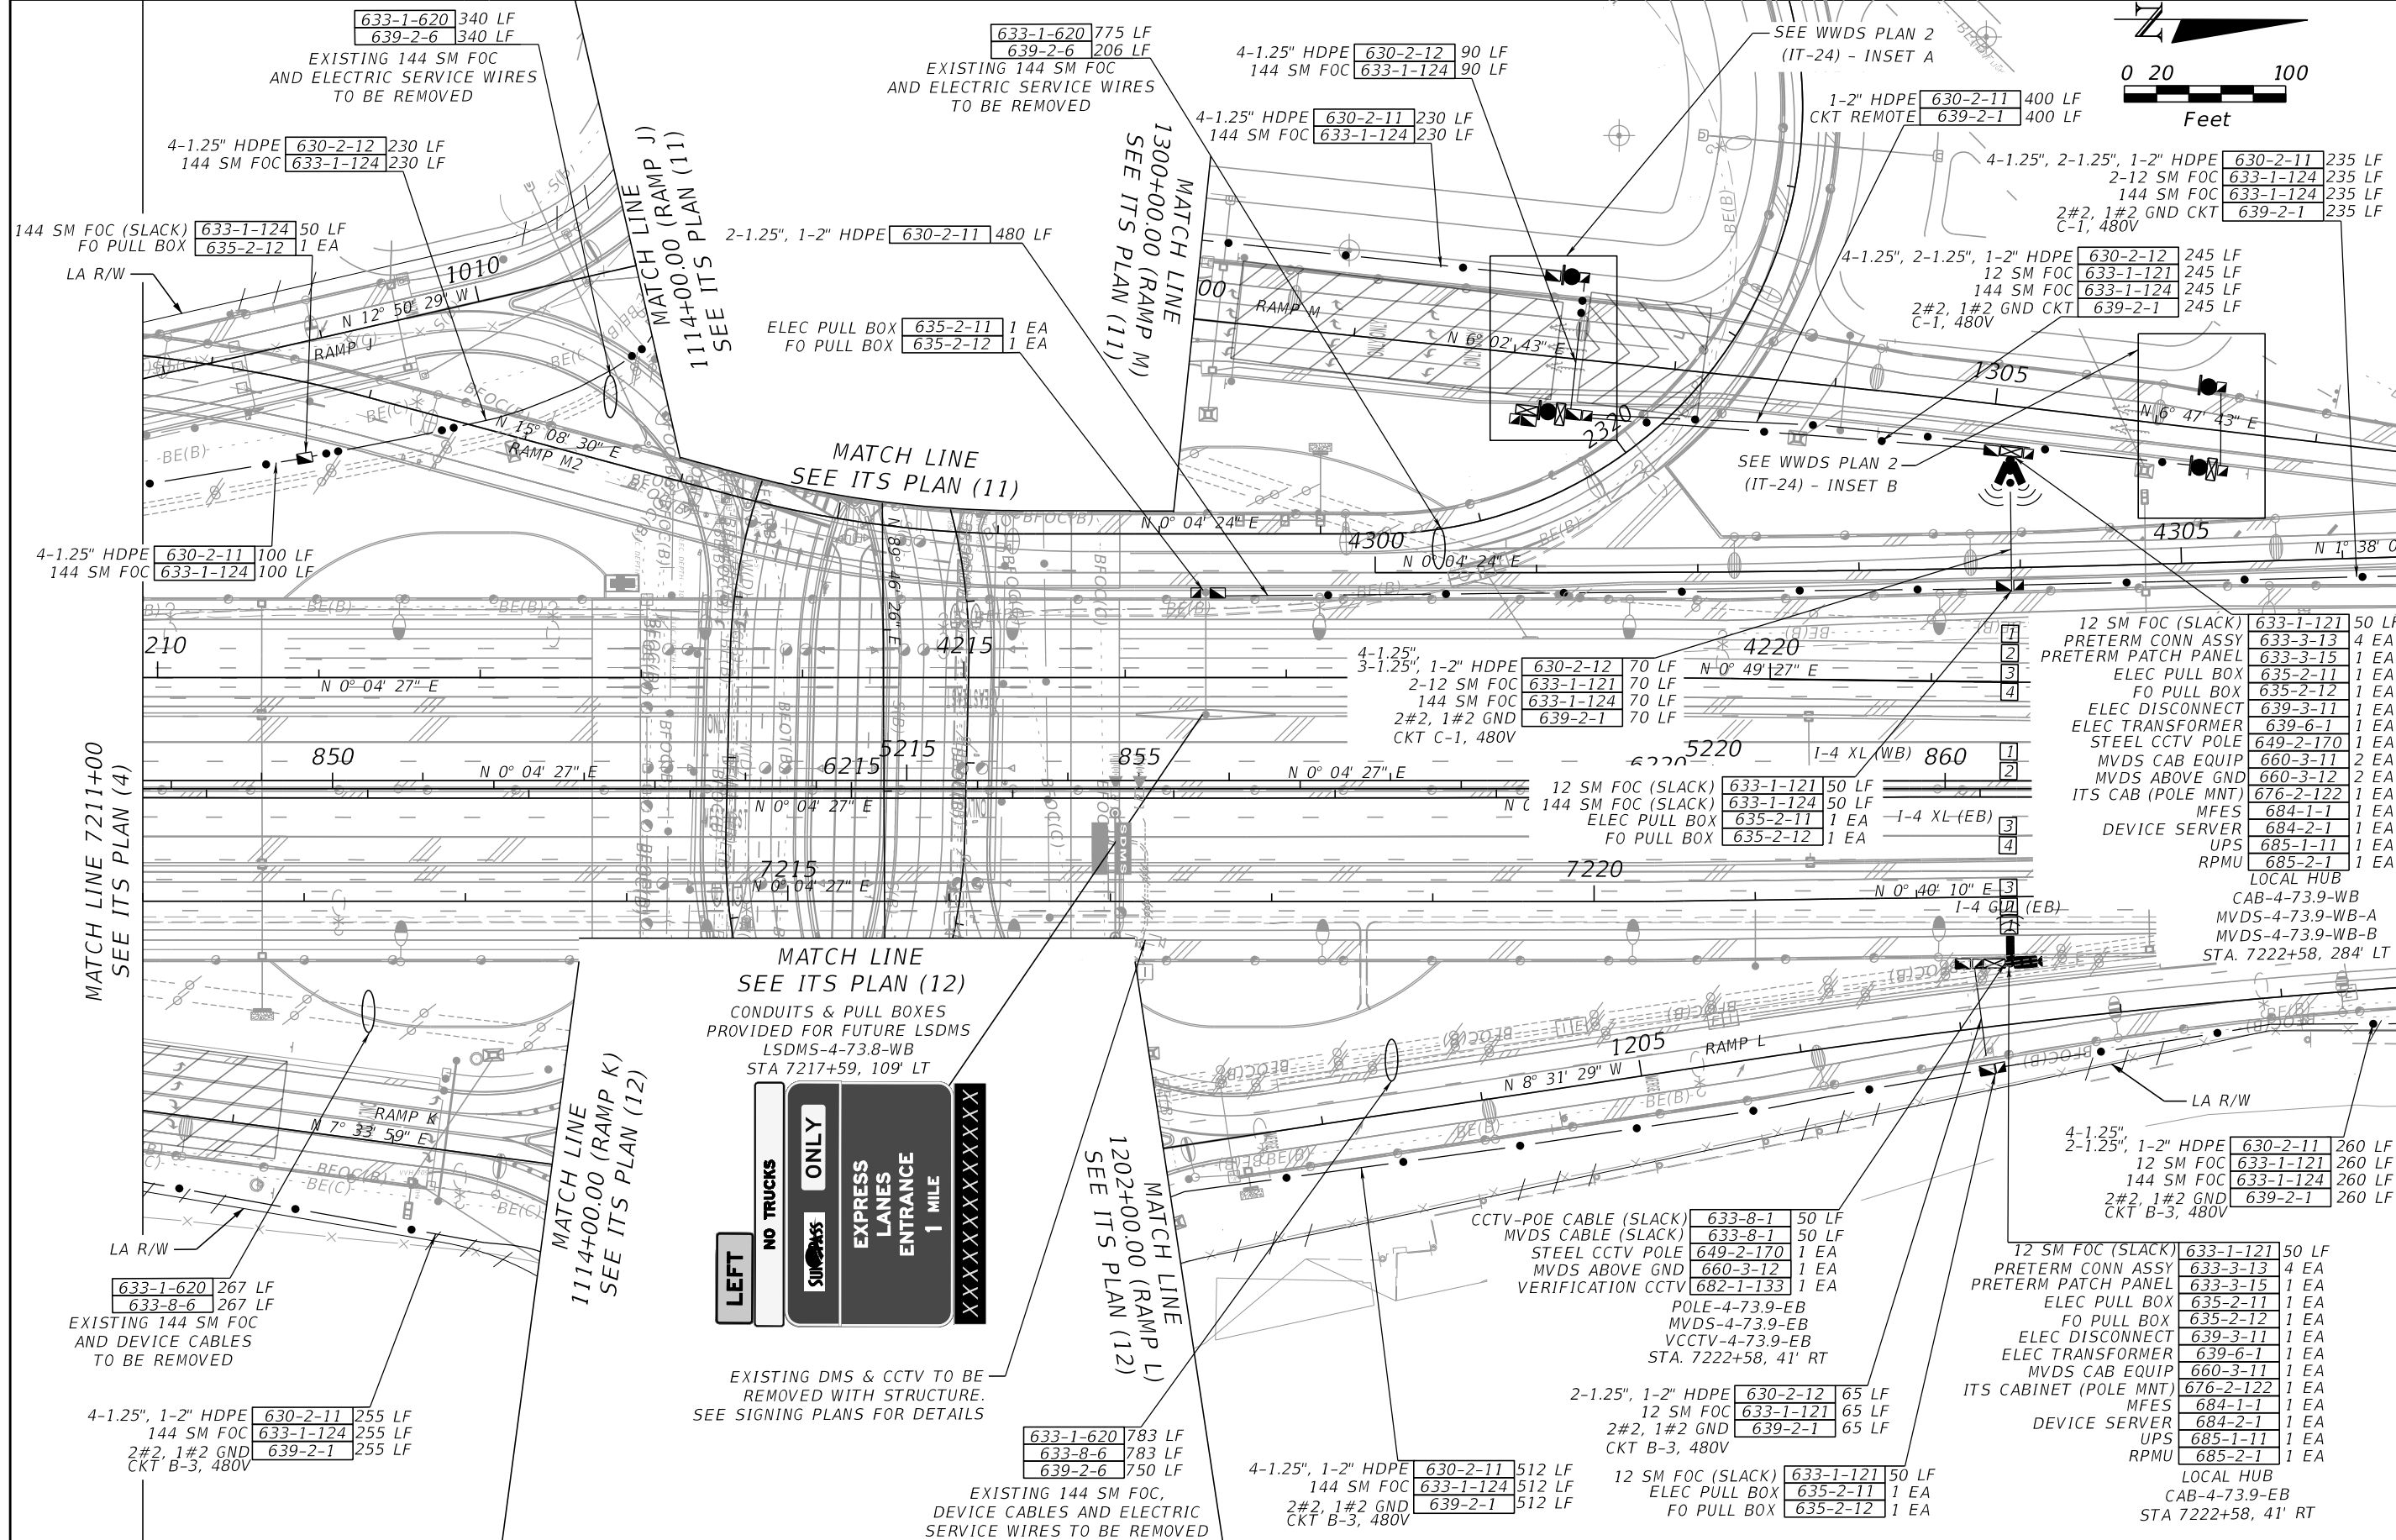 633-1-620 340 LF
639-2-6 340 LF
EXISTING 144 SM FOC
AND ELECTRIC SERVICE WIRES
TO BE REMOVED
4-1.25" HDPE 630-2-12 230 LF
144 SM FOC 633-1-124 230 LF
144 SM FOC (SLACK) 633-1-124 50 LF
FO PULL BOX 635-2-12 1 EA
LA R/W
1010
N 12° 50' 29" W
RAMP J
N 15° 08' 30" E
RAMP M2
4-1.25" HDPE 630-2-11 100 LF
144 SM FOC 633-1-124 100 LF
MATCH LINE
1114+00.00 (RAMP J)
SEE ITS PLAN (11)
633-1-620 775 LF
639-2-6 206 LF
EXISTING 144 SM FOC
AND ELECTRIC SERVICE WIRES
TO BE REMOVED
2-1.25", 1-2" HDPE 630-2-11 480 LF
ELEC PULL BOX 635-2-11 1 EA
FO PULL BOX 635-2-12 1 EA
MATCH LINE
SEE ITS PLAN (11)
MATCH LINE
1300+00.00 (RAMP M)
SEE ITS PLAN (11)
4-1.25" HDPE 630-2-12 90 LF
144 SM FOC 633-1-124 90 LF
4-1.25" HDPE 630-2-11 230 LF
144 SM FOC 633-1-124 230 LF
SEE WWDS PLAN 2
(IT-24) - INSET A
Z
0 20 100
Feet
1-2" HDPE 630-2-11 400 LF
CKT REMOTE 639-2-1 400 LF
4-1.25", 2-1.25", 1-2" HDPE 630-2-11 235 LF
2-12 SM FOC 633-1-124 235 LF
144 SM FOC 633-1-124 235 LF
2#2, 1#2 GND CKT 639-2-1 235 LF
C-1, 480V
4-1.25", 2-1.25", 1-2" HDPE 630-2-12 245 LF
12 SM FOC 633-1-121 245 LF
144 SM FOC 633-1-124 245 LF
2#2, 1#2 GND CKT 639-2-1 245 LF
C-1, 480V
00
RAMP M
N 6° 02' 43" E
1305
N 6° 47' 43" E
2320
SEE WWDS PLAN 2
(IT-24) - INSET B
N 0° 04' 24" E
4300
N 0° 04' 24" E
4305
N 1° 38' 0
N 89° 46' 26" E
BE(B)
BFOC(B)
210
4215
4220
N 0° 04' 27" E
N 0° 49' 27" E
4-1.25",
3-1.25", 1-2" HDPE 630-2-12 70 LF
2-12 SM FOC 633-1-121 70 LF
144 SM FOC 633-1-124 70 LF
2#2, 1#2 GND 639-2-1 70 LF
CKT C-1, 480V
1
2
3
4
12 SM FOC (SLACK) 633-1-121 50 LF
PRETERM CONN ASSY 633-3-13 4 EA
PRETERM PATCH PANEL 633-3-15 1 EA
ELEC PULL BOX 635-2-11 1 EA
FO PULL BOX 635-2-12 1 EA
ELEC DISCONNECT 639-3-11 1 EA
ELEC TRANSFORMER 639-6-1 1 EA
STEEL CCTV POLE 649-2-170 1 EA
MVDS CAB EQUIP 660-3-11 2 EA
MVDS ABOVE GND 660-3-12 2 EA
ITS CAB (POLE MNT) 676-2-122 1 EA
MFES 684-1-1 1 EA
DEVICE SERVER 684-2-1 1 EA
UPS 685-1-11 1 EA
RPMU 685-2-1 1 EA
LOCAL HUB
CAB-4-73.9-WB
MVDS-4-73.9-WB-A
MVDS-4-73.9-WB-B
STA. 7222+58, 284' LT
MATCH LINE 7211+00
SEE ITS PLAN (4)
850
N 0° 04' 27" E
6215
5215
855
N 0° 04' 27" E
5220
I-4 XL (WB)
860
1
2
N 0° 04' 27" E
12 SM FOC (SLACK) 633-1-121 50 LF
144 SM FOC (SLACK) 633-1-124 50 LF
ELEC PULL BOX 635-2-11 1 EA
FO PULL BOX 635-2-12 1 EA
I-4 XL (EB)
3
4
7215
N 0° 04' 27" E
7220
N 0° 40' 10" E
3
I-4 GUL (EB)
SDMS
MATCH LINE
SEE ITS PLAN (12)
CONDUITS & PULL BOXES
PROVIDED FOR FUTURE LSDMS
LSDMS-4-73.8-WB
STA 7217+59, 109' LT
LEFT
NO TRUCKS
SUNPASS ONLY
EXPRESS
LANES
ENTRANCE
1 MILE
XXXXXXXXXXXX
EXISTING DMS & CCTV TO BE
REMOVED WITH STRUCTURE.
SEE SIGNING PLANS FOR DETAILS
MATCH LINE
1114+00.00 (RAMP K)
SEE ITS PLAN (12)
RAMP K
N 7° 33' 59" E
LA R/W
633-1-620 267 LF
633-8-6 267 LF
EXISTING 144 SM FOC
AND DEVICE CABLES
TO BE REMOVED
4-1.25", 1-2" HDPE 630-2-11 255 LF
144 SM FOC 633-1-124 255 LF
2#2, 1#2 GND 639-2-1 255 LF
CKT B-3, 480V
MATCH LINE
1202+00.00 (RAMP L)
SEE ITS PLAN (12)
633-1-620 783 LF
633-8-6 783 LF
639-2-6 750 LF
EXISTING 144 SM FOC,
DEVICE CABLES AND ELECTRIC
SERVICE WIRES TO BE REMOVED
1205
RAMP L
N 8° 31' 29" W
LA R/W
4-1.25", 1-2" HDPE 630-2-11 512 LF
144 SM FOC 633-1-124 512 LF
2#2, 1#2 GND 639-2-1 512 LF
CKT B-3, 480V
CCTV-POE CABLE (SLACK) 633-8-1 50 LF
MVDS CABLE (SLACK) 633-8-1 50 LF
STEEL CCTV POLE 649-2-170 1 EA
MVDS ABOVE GND 660-3-12 1 EA
VERIFICATION CCTV 682-1-133 1 EA
POLE-4-73.9-EB
MVDS-4-73.9-EB
VCCTV-4-73.9-EB
STA. 7222+58, 41' RT
2-1.25", 1-2" HDPE 630-2-12 65 LF
12 SM FOC 633-1-121 65 LF
2#2, 1#2 GND 639-2-1 65 LF
CKT B-3, 480V
12 SM FOC (SLACK) 633-1-121 50 LF
ELEC PULL BOX 635-2-11 1 EA
FO PULL BOX 635-2-12 1 EA
4-1.25",
2-1.25", 1-2" HDPE 630-2-11 260 LF
12 SM FOC 633-1-121 260 LF
144 SM FOC 633-1-124 260 LF
2#2, 1#2 GND 639-2-1 260 LF
CKT B-3, 480V
12 SM FOC (SLACK) 633-1-121 50 LF
PRETERM CONN ASSY 633-3-13 4 EA
PRETERM PATCH PANEL 633-3-15 1 EA
ELEC PULL BOX 635-2-11 1 EA
FO PULL BOX 635-2-12 1 EA
ELEC DISCONNECT 639-3-11 1 EA
ELEC TRANSFORMER 639-6-1 1 EA
MVDS CAB EQUIP 660-3-11 1 EA
ITS CABINET (POLE MNT) 676-2-122 1 EA
MFES 684-1-1 1 EA
DEVICE SERVER 684-2-1 1 EA
UPS 685-1-11 1 EA
RPMU 685-2-1 1 EA
LOCAL HUB
CAB-4-73.9-EB
STA 7222+58, 41' RT